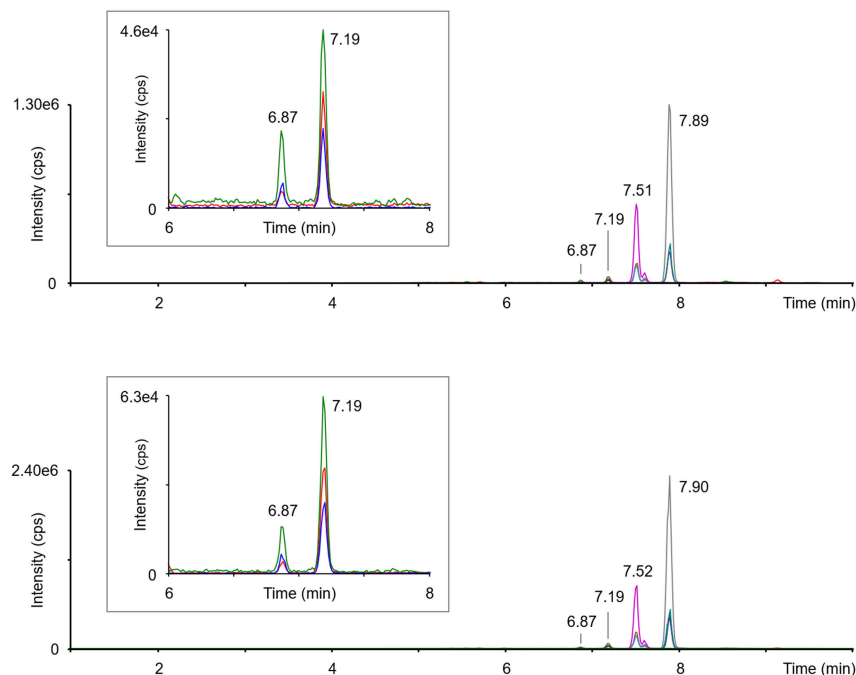 4.6e4
7.19
6.87
Intensity (cps)
0
6
Time (min)
8
1.30e6
7.89
7.51
7.19
6.87
Intensity (cps)
0
2
4
6
8
Time (min)
6.3e4
7.19
6.87
Intensity (cps)
0
6
Time (min)
8
2.40e6
7.90
7.52
7.19
6.87
Intensity (cps)
0
2
4
6
8
Time (min)